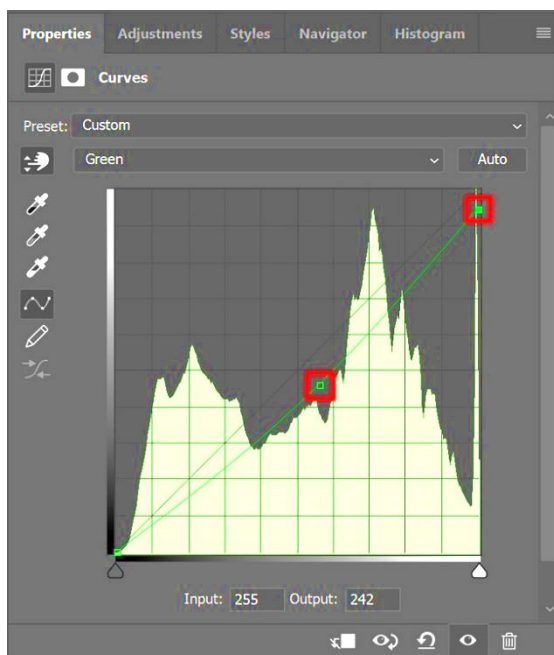 Properties Adjustments Styles Navigator Histogram
Curves
Preset: Custom
Green Auto
Input: 255 Output: 242